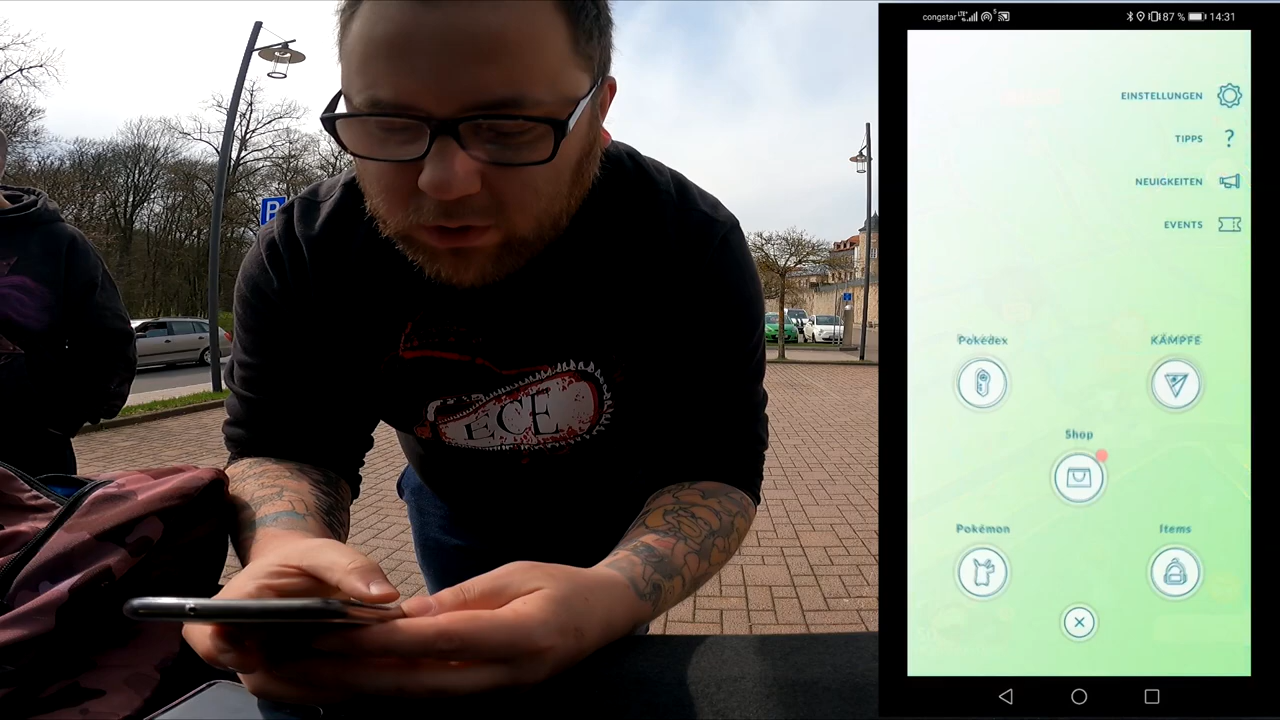 P
ECE
congstar 87 % 14:31
EINSTELLUNGEN
TIPPS
?
NEUIGKEITEN
EVENTS
Pokédex KÄMPFE
Shop
Pokémon Items